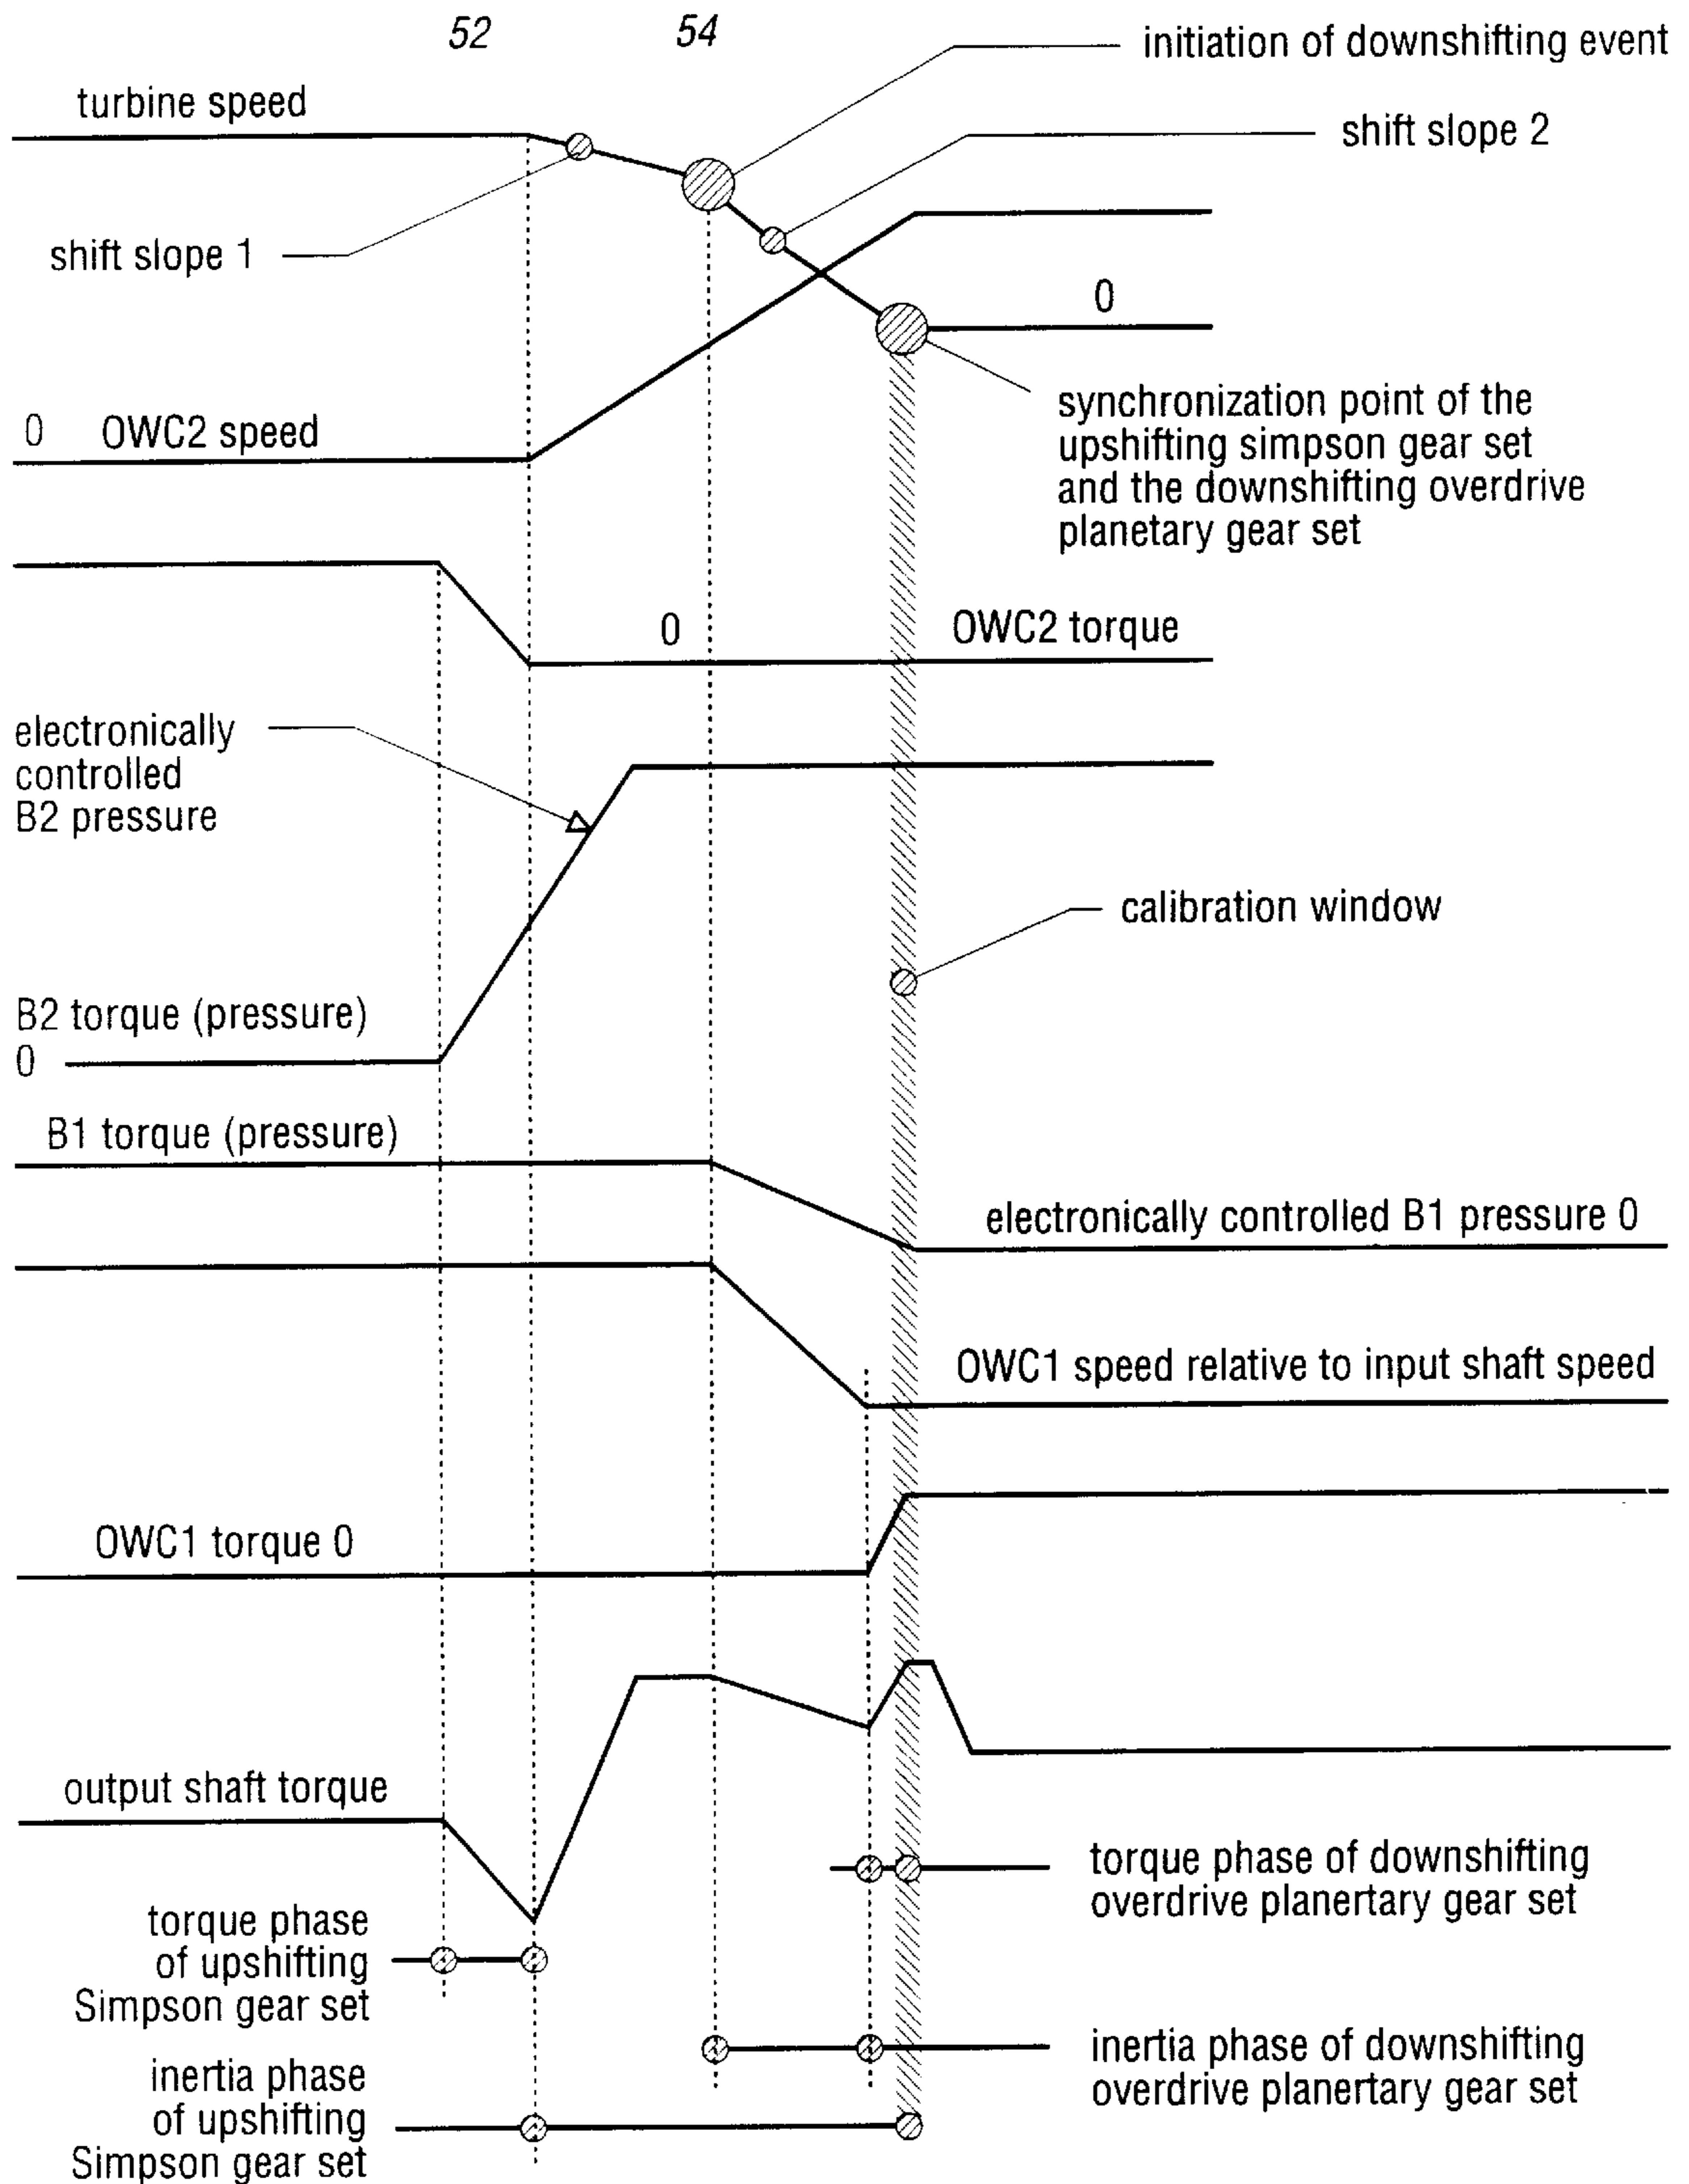 52
54
initiation of downshifting event
turbine speed
shift slope 2
shift slope 1
0
synchronization point of the
upshifting simpson gear set
and the downshifting overdrive
planetary gear set
0 OWC2 speed
0
OWC2 torque
electronically
controlled
B2 pressure
calibration window
B2 torque (pressure)
0
B1 torque (pressure)
electronically controlled B1 pressure 0
OWC1 speed relative to input shaft speed
OWC1 torque 0
output shaft torque
torque phase of downshifting
overdrive planertary gear set
torque phase
of upshifting
Simpson gear set
inertia phase of downshifting
overdrive planertary gear set
inertia phase
of upshifting
Simpson gear set